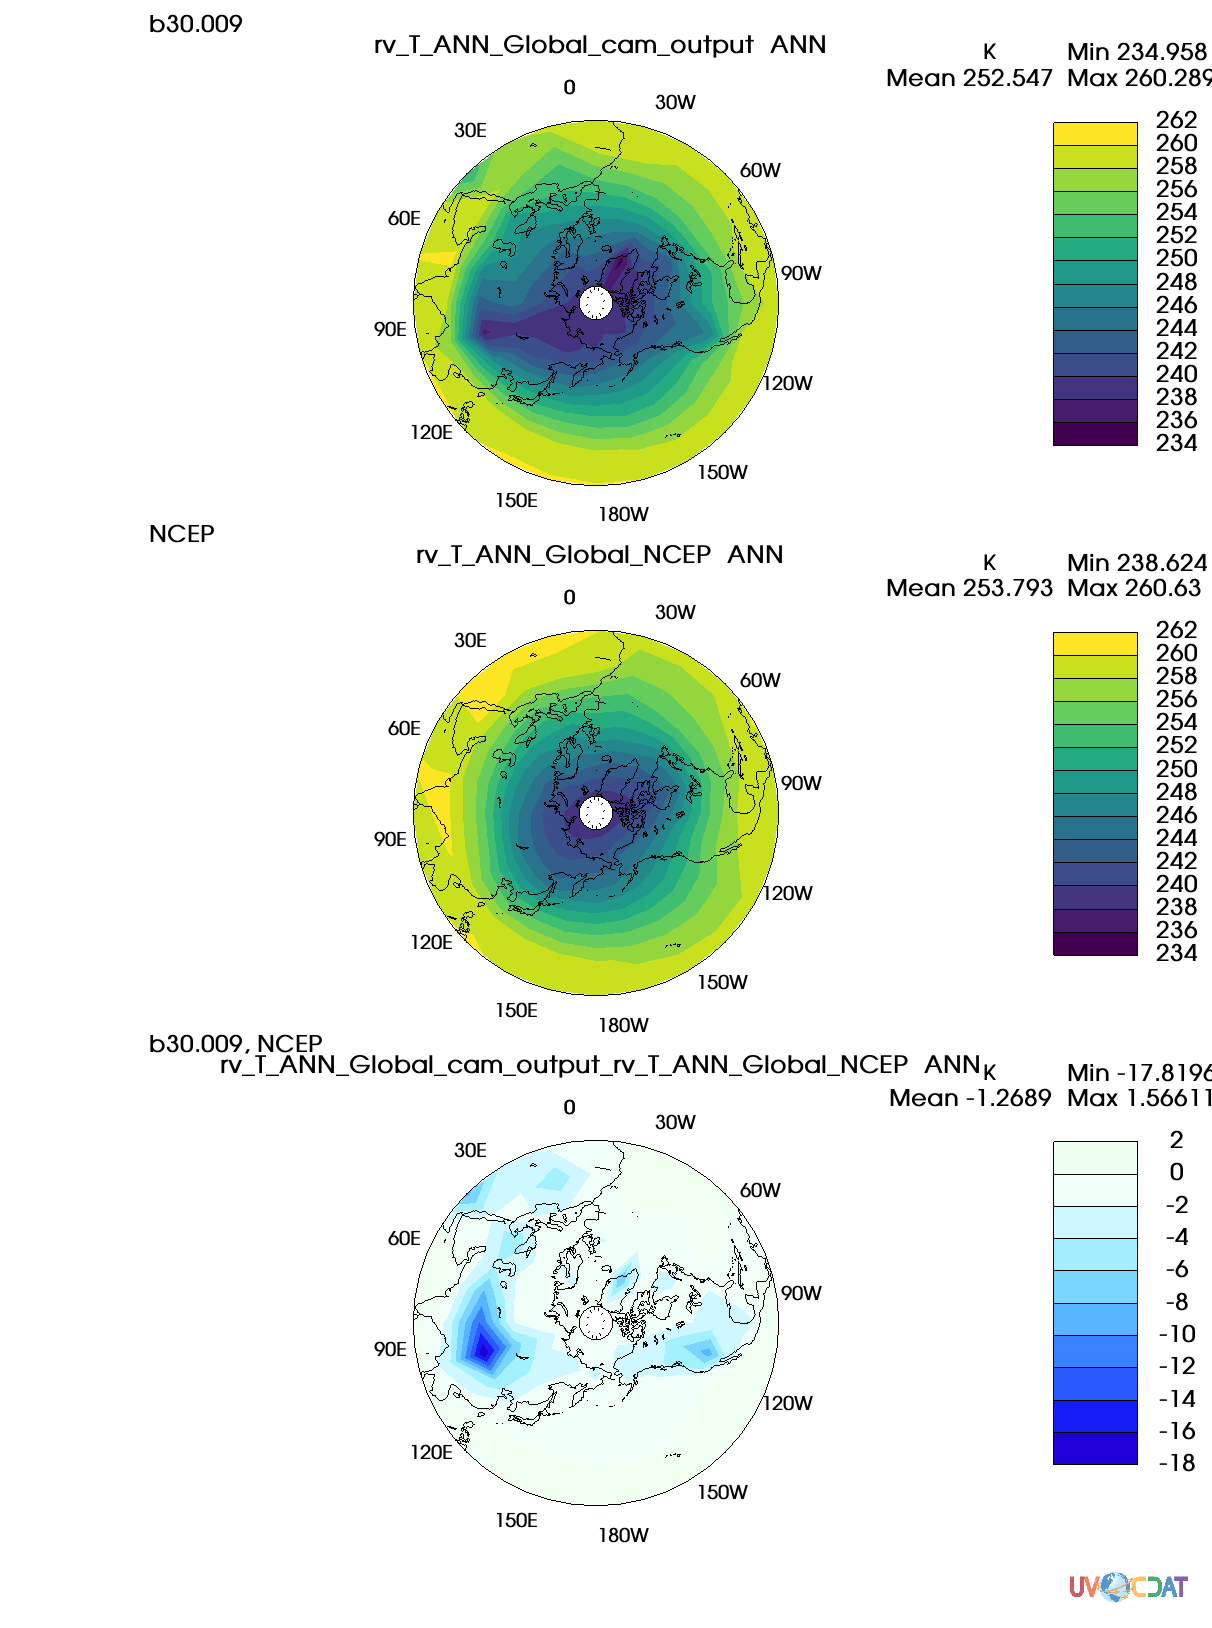 b30.009
rv_T_ANN_Global_cam_output ANN
K
Min 234.958
Mean 252.547 Max 260.289
0
30W
30E
60W
60E
90W
90E
120W
120E
150W
150E
180W
262
260
258
256
254
252
250
248
246
244
242
240
238
236
234
NCEP
rv_T_ANN_Global_NCEP ANN
K
Min 238.624
Mean 253.793 Max 260.63
0
30W
30E
60W
60E
90W
90E
120W
120E
150W
150E
180W
262
260
258
256
254
252
250
248
246
244
242
240
238
236
234
b30.009, NCEP
rv_T_ANN_Global_cam_output_rv_T_ANN_Global_NCEP ANN
K
Min -17.8196
Mean -1.2689 Max 1.56611
0
30W
30E
60W
60E
90W
90E
120W
120E
150W
150E
180W
2
0
-2
-4
-6
-8
-10
-12
-14
-16
-18
UVCDAT